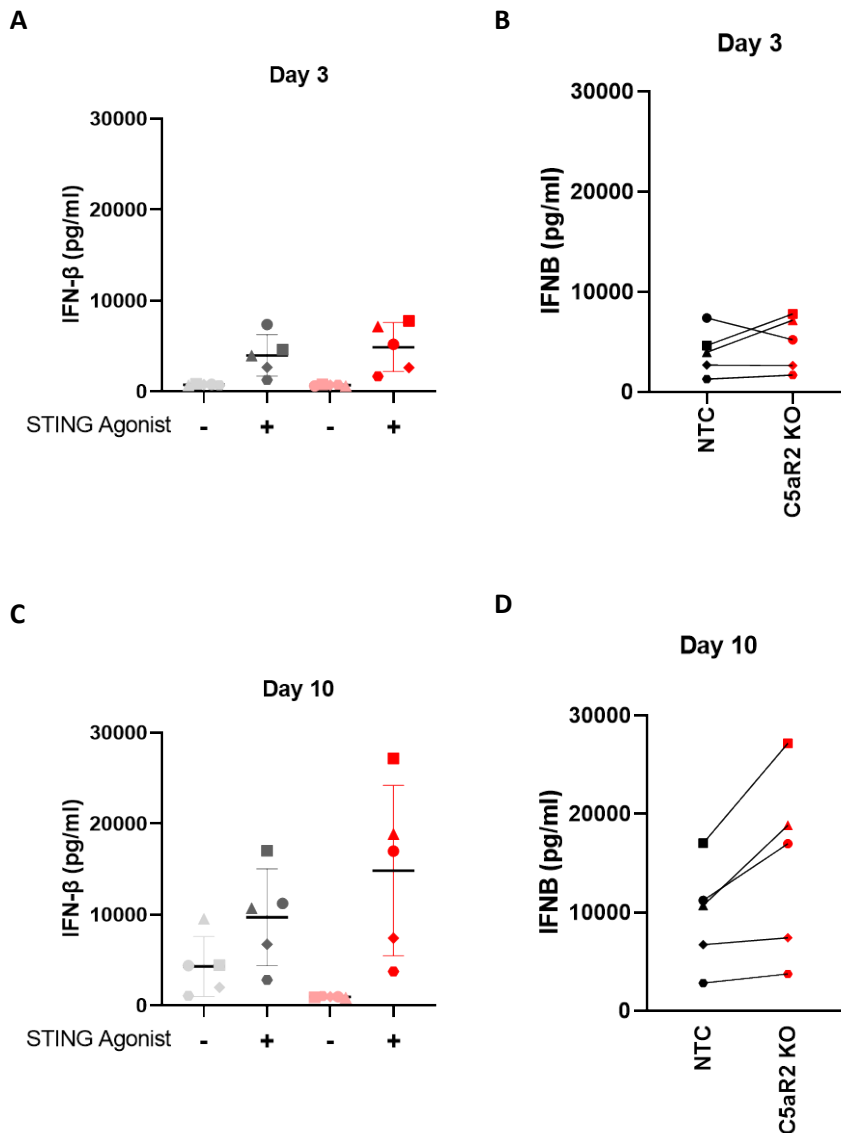 A
Day 3
IFN-β (pg/ml)
30000
20000
10000
0
STING Agonist - + - +
B
Day 3
IFNB (pg/ml)
30000
20000
10000
0
NTC
C5aR2 KO
C
Day 10
IFN-β (pg/ml)
30000
20000
10000
0
STING Agonist - + - +
D
Day 10
IFNB (pg/ml)
30000
20000
10000
0
NTC
C5aR2 KO